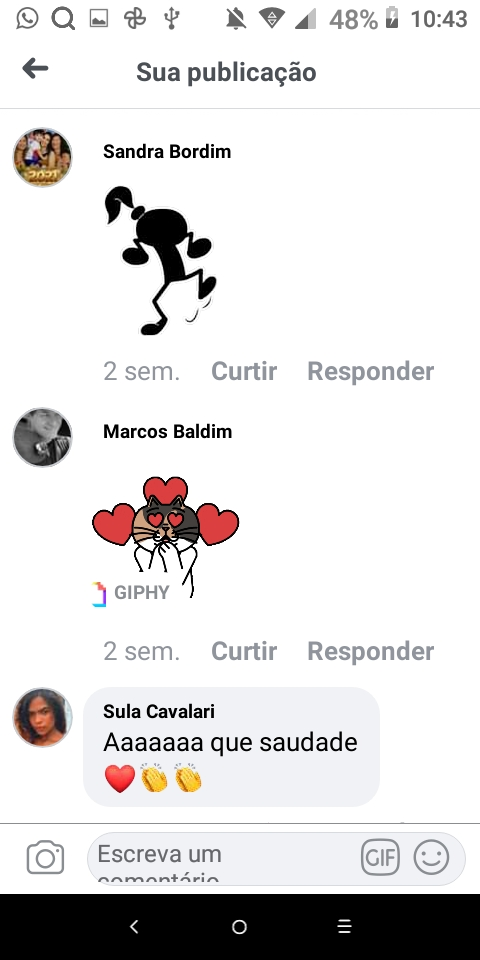 48% 10:43
Sua publicação
Sandra Bordim
2 sem. Curtir Responder
Marcos Baldim
GIPHY
2 sem. Curtir Responder
Sula Cavalari
Aaaaaaa que saudade
❤️👏👏
Escreva um
comentário
GIF